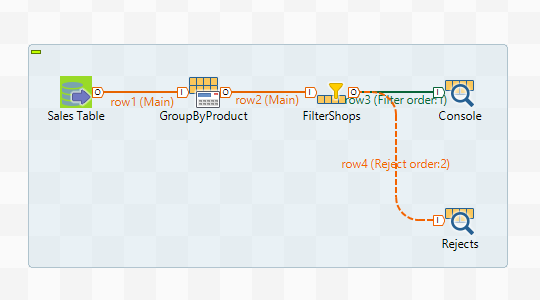 row1 (Main)
row2 (Main)
row3 (Filter order:1)
Sales Table
GroupByProduct
FilterShops
Console
row4 (Reject order:2)
Rejects